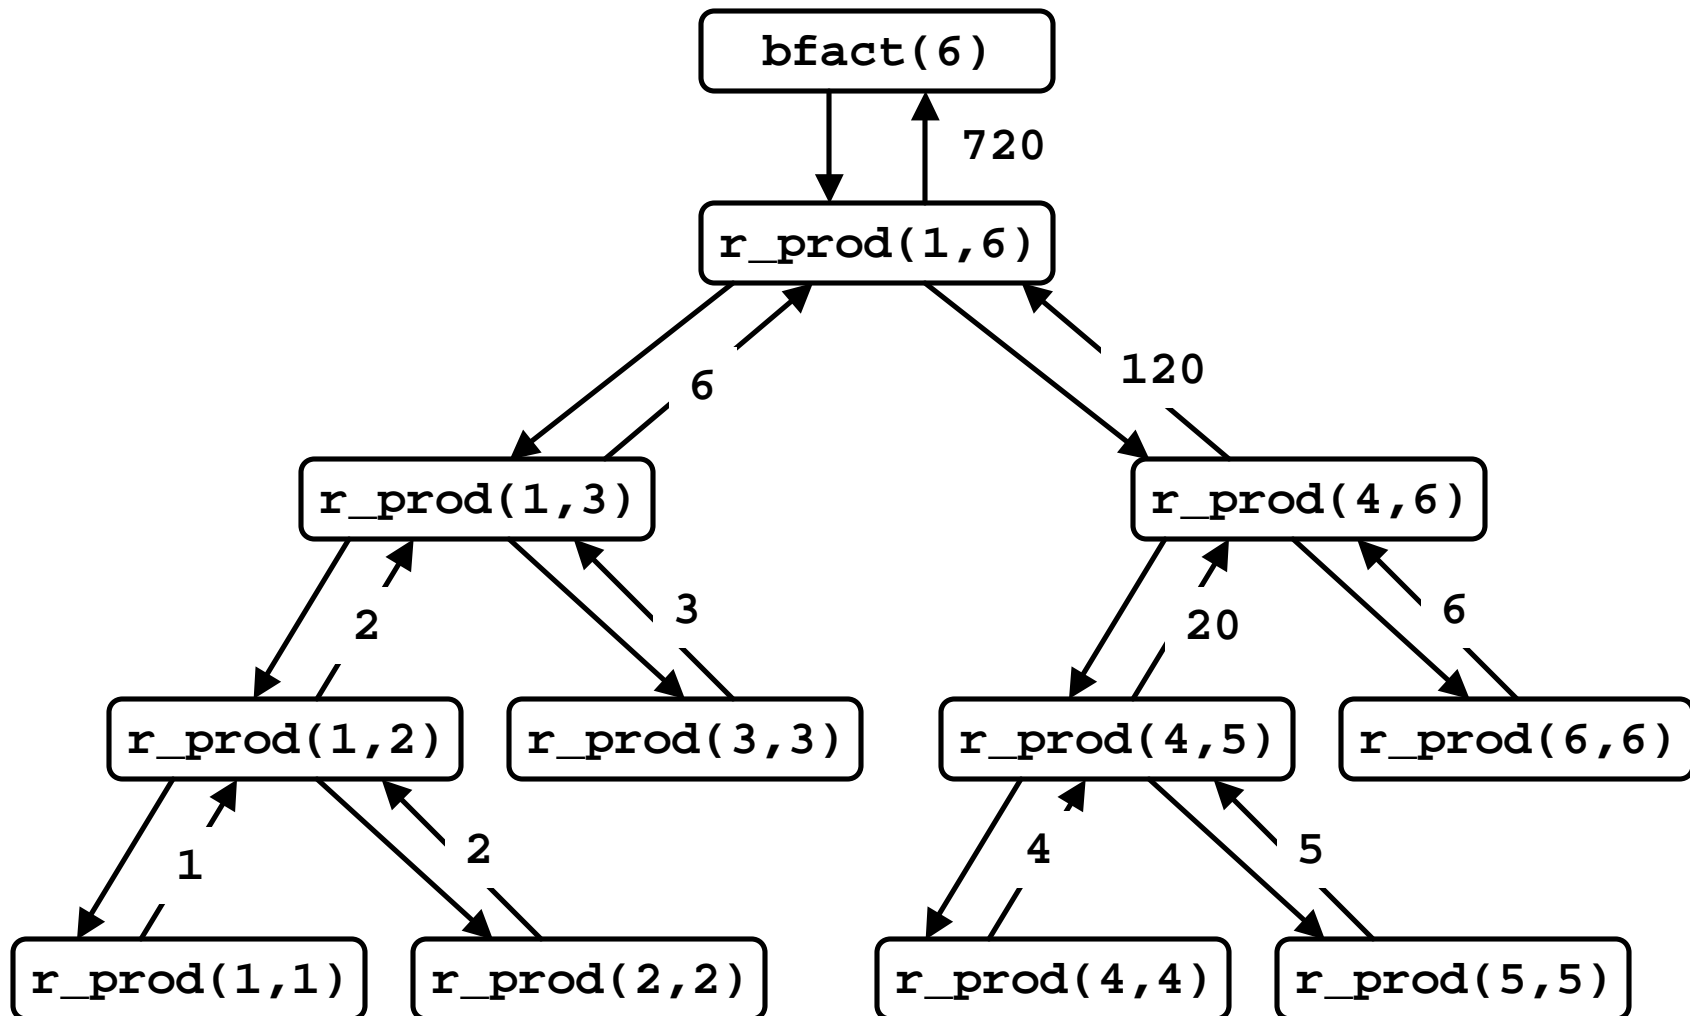 bfact(6)
720
r_prod(1,6)
6
120
r_prod(1,3)
r_prod(4,6)
2
3
20
6
r_prod(1,2)
r_prod(3,3)
r_prod(4,5)
r_prod(6,6)
1
2
4
5
r_prod(1,1)
r_prod(2,2)
r_prod(4,4)
r_prod(5,5)